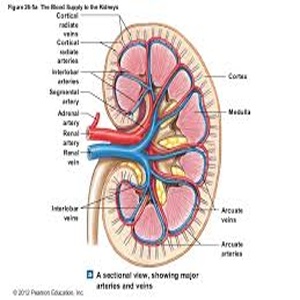 Figure 26-5a The Blood Supply to the Kidneys
Cortical
radiate
veins
Cortical
radiate
arteries
Interlobar
arteries
Segmental
artery
Adrenal
artery
Renal
artery
Renal
vein
Interlobar
veins
Cortex
Medulla
Arcuate
veins
Arcuate
arteries
a A sectional view, showing major
arteries and veins
© 2012 Pearson Education, Inc.